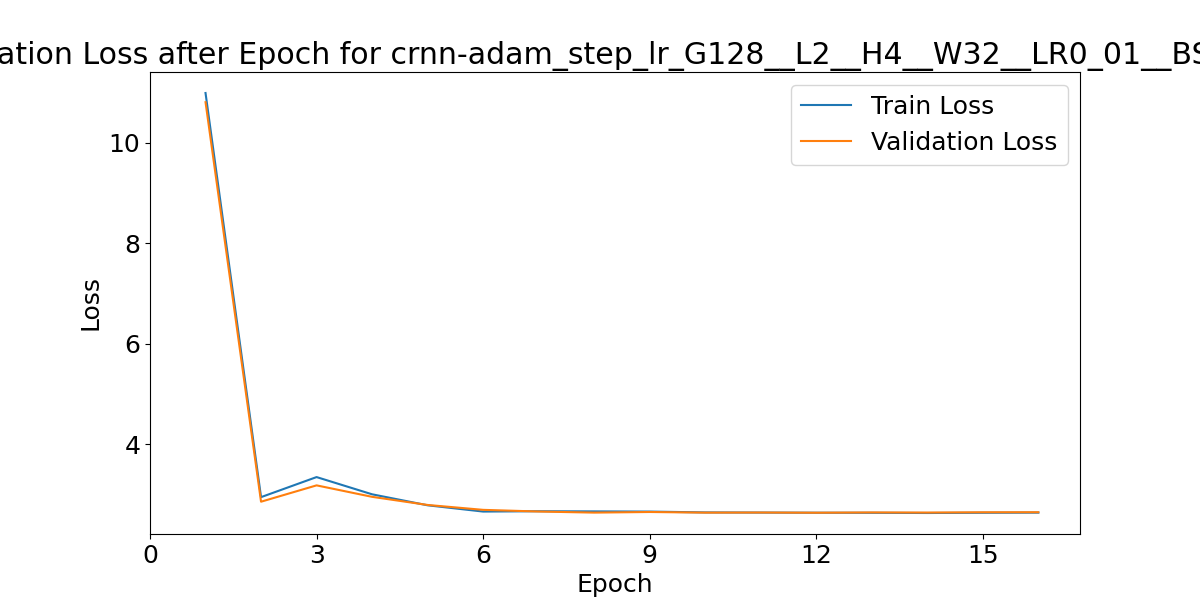 ation Loss after Epoch for crnn-adam_step_lr_G128__L2__H4__W32__LR0_01__BS
Train Loss
Validation Loss
10
8
6
4
Loss
0 3 6 9 12 15
Epoch